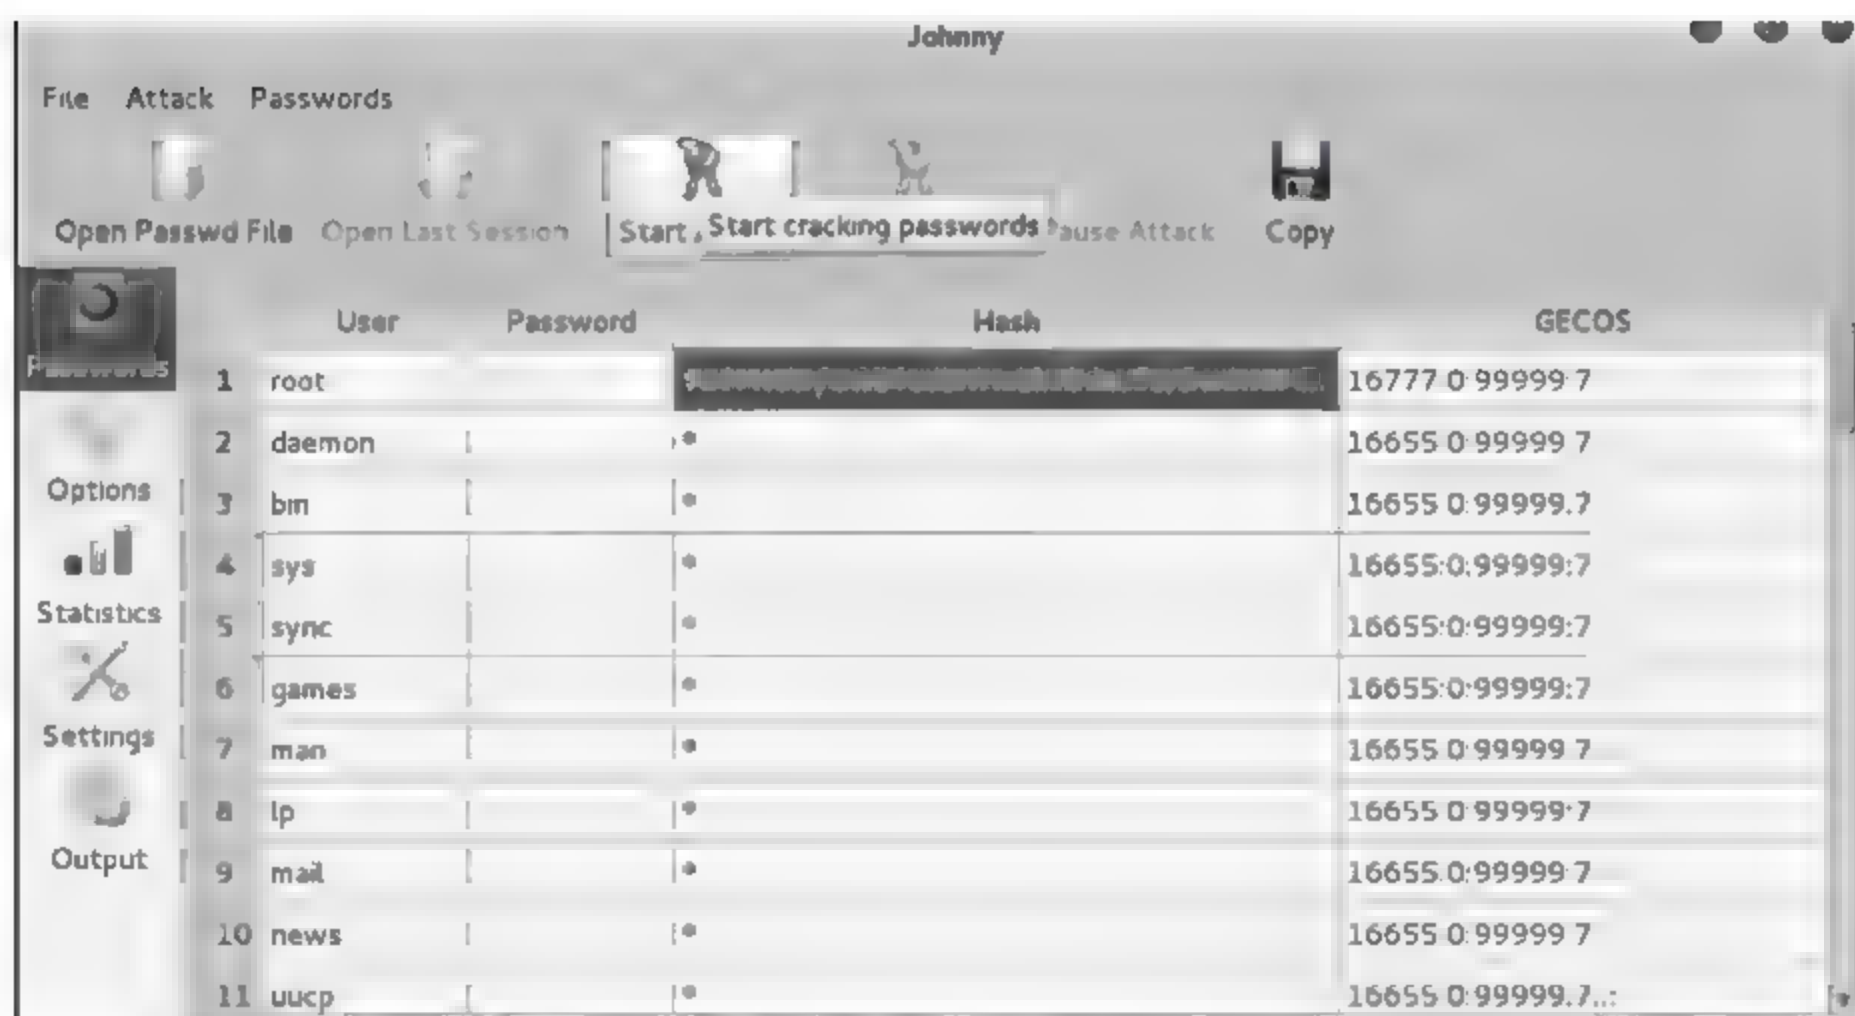 Johnny
File Attack Passwords
Open Passwd File Open Last Session Start Start cracking passwords Pause Attack Copy
User Password Hash GECOS
Passwords
1 root 16777:0:99999:7
2 daemon * 16655:0:99999:7
Options
3 bin * 16655:0:99999:7
4 sys * 16655:0:99999:7
Statistics
5 sync * 16655:0:99999:7
6 games * 16655:0:99999:7
Settings
7 man * 16655:0:99999:7
8 lp * 16655:0:99999:7
Output
9 mail * 16655:0:99999:7
10 news * 16655:0:99999:7
11 uucp * 16655:0:99999:7..: